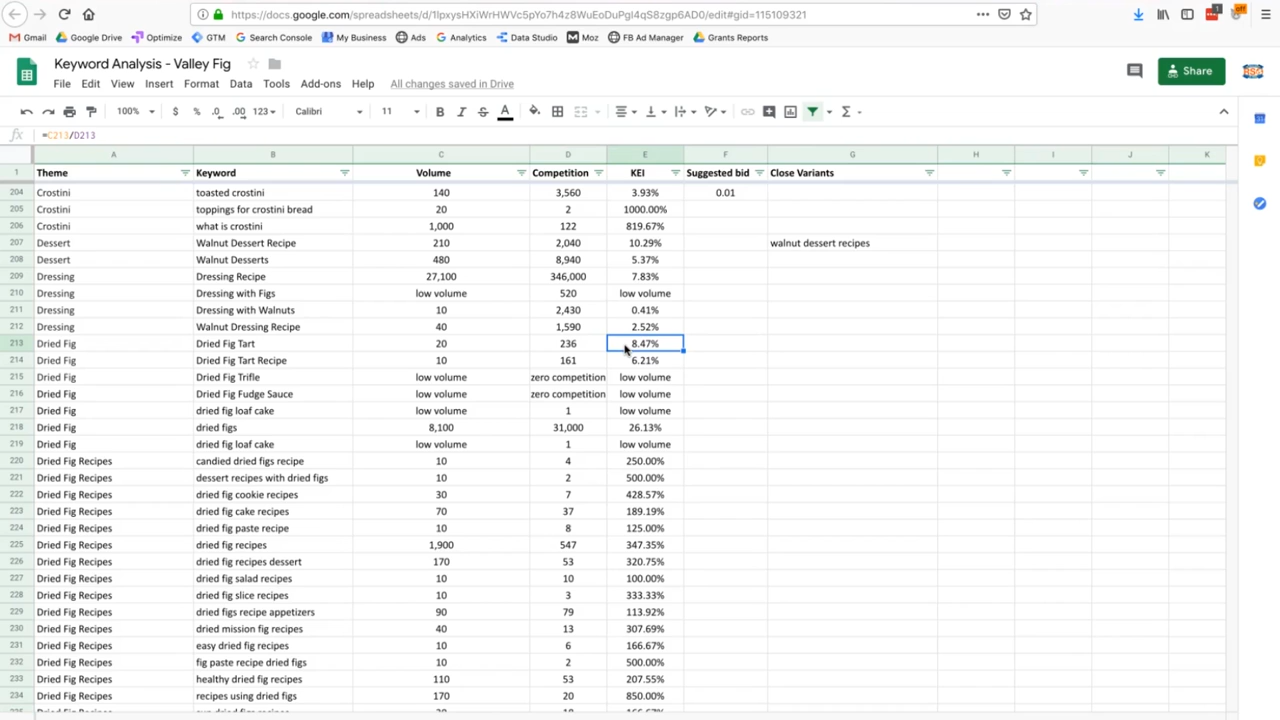 https://docs.google.com/spreadsheets/d/1lpxysHXiWrHWVc5pYo7h4z8WuEoDuPgI4qS8zgp6AD0/edit#gid=115109321
Gmail Google Drive Optimize GTM Search Console My Business Ads Analytics Data Studio Moz FB Ad Manager Grants Reports
Keyword Analysis - Valley Fig
File Edit View Insert Format Data Tools Add-ons Help All changes saved in Drive
Share
100% $ % .0 .00 123 Calibri 11 B I S A
fx =C213/D213
A B C D E F G H I J K
1 Theme Keyword Volume Competition KEI Suggested bid Close Variants
204 Crostini toasted crostini 140 3,560 3.93% 0.01
205 Crostini toppings for crostini bread 20 2 1000.00%
206 Crostini what is crostini 1,000 122 819.67%
207 Dessert Walnut Dessert Recipe 210 2,040 10.29% walnut dessert recipes
208 Dessert Walnut Desserts 480 8,940 5.37%
209 Dressing Dressing Recipe 27,100 346,000 7.83%
210 Dressing Dressing with Figs low volume 520 low volume
211 Dressing Dressing with Walnuts 10 2,430 0.41%
212 Dressing Walnut Dressing Recipe 40 1,590 2.52%
213 Dried Fig Dried Fig Tart 20 236 8.47%
214 Dried Fig Dried Fig Tart Recipe 10 161 6.21%
215 Dried Fig Dried Fig Trifle low volume zero competition low volume
216 Dried Fig Dried Fig Fudge Sauce low volume zero competition low volume
217 Dried Fig dried fig loaf cake low volume 1 low volume
218 Dried Fig dried figs 8,100 31,000 26.13%
219 Dried Fig dried fig loaf cake low volume 1 low volume
220 Dried Fig Recipes candied dried figs recipe 10 4 250.00%
221 Dried Fig Recipes dessert recipes with dried figs 10 2 500.00%
222 Dried Fig Recipes dried fig cookie recipes 30 7 428.57%
223 Dried Fig Recipes dried fig cake recipes 70 37 189.19%
224 Dried Fig Recipes dried fig paste recipe 10 8 125.00%
225 Dried Fig Recipes dried fig recipes 1,900 547 347.35%
226 Dried Fig Recipes dried fig recipes dessert 170 53 320.75%
227 Dried Fig Recipes dried fig salad recipes 10 10 100.00%
228 Dried Fig Recipes dried fig slice recipes 10 3 333.33%
229 Dried Fig Recipes dried figs recipe appetizers 90 79 113.92%
230 Dried Fig Recipes dried mission fig recipes 40 13 307.69%
231 Dried Fig Recipes easy dried fig recipes 10 6 166.67%
232 Dried Fig Recipes fig paste recipe dried figs 10 2 500.00%
233 Dried Fig Recipes healthy dried fig recipes 110 53 207.55%
234 Dried Fig Recipes recipes using dried figs 170 20 850.00%